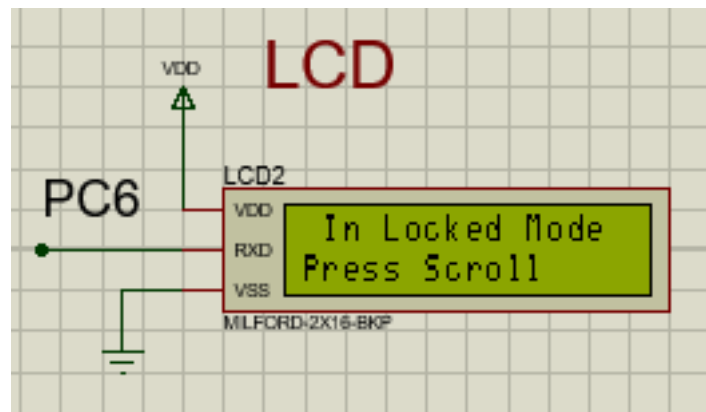 LCD
VDD
LCD2
PC6
VDD
RXD
VSS
In Locked Mode
Press Scroll
MILFORD-2X16-BKP